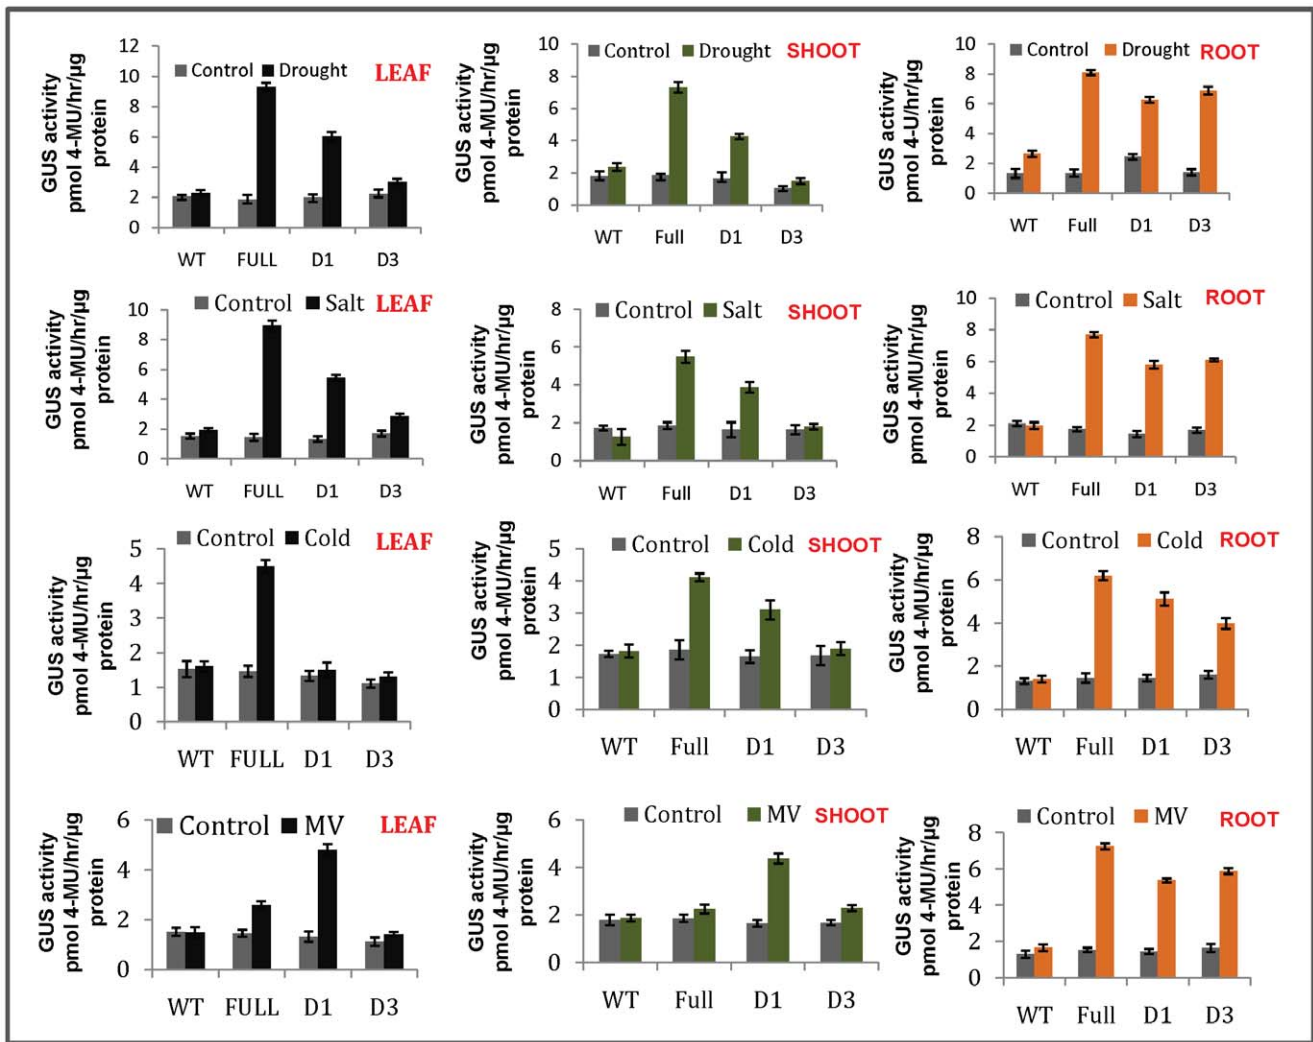 GUS activity
pmol 4-MU/hr/µg
protein
12
10
8
6
4
2
0
Control Drought LEAF
WT FULL D1 D3
GUS activity
pmol 4-MU/hr/µg
protein
10
8
6
4
2
0
Control Drought SHOOT
WT Full D1 D3
GUS activity
pmol 4-U/hr/µg
protein
10
8
6
4
2
0
Control Drought ROOT
WT Full D1 D3
GUS activity
pmol 4-MU/hr/µg
protein
10
8
6
4
2
0
Control Salt LEAF
WT FULL D1 D3
GUS activity
pmol 4-MU/hr/µg
protein
8
6
4
2
0
Control Salt SHOOT
WT Full D1 D3
GUS activity
pmol 4-MU/hr/µg
protein
10
8
6
4
2
0
Control Salt ROOT
WT Full D1 D3
GUS activity
pmol 4-MU/hr/µg
protein
5
4
3
2
1
0
Control Cold LEAF
WT FULL D1 D3
GUS activity
pmol 4-MU/hr/µg
protein
5
4
3
2
1
0
Control Cold SHOOT
WT Full D1 D3
GUS activity
pmol 4-MU/hr/µg
protein
8
6
4
2
0
Control Cold ROOT
WT Full D1 D3
GUS activity
pmol 4-MU/hr/µg
protein
6
4
2
0
Control MV LEAF
WT FULL D1 D3
GUS activity
pmol 4-MU/hr/µg
protein
6
4
2
0
Control MV SHOOT
WT Full D1 D3
GUS activity
pmol 4-MU/hr/µg
protein
8
6
4
2
0
Control MV ROOT
WT Full D1 D3